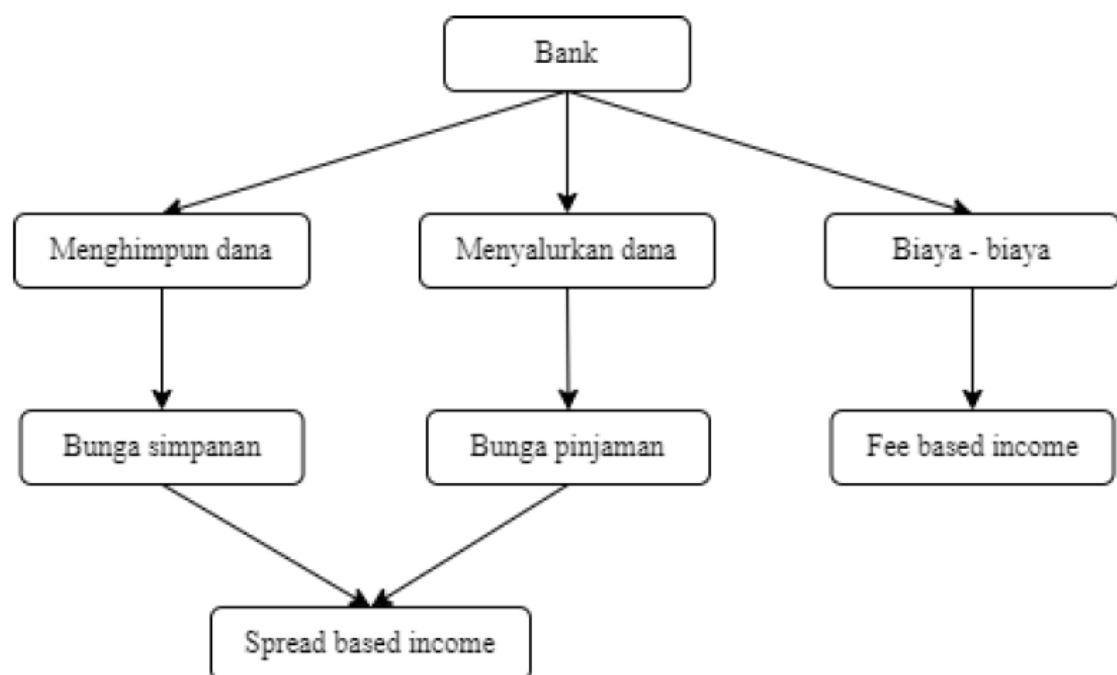 Bank
Menghimpun dana
Menyalurkan dana
Biaya - biaya
Bunga simpanan
Bunga pinjaman
Fee based income
Spread based income